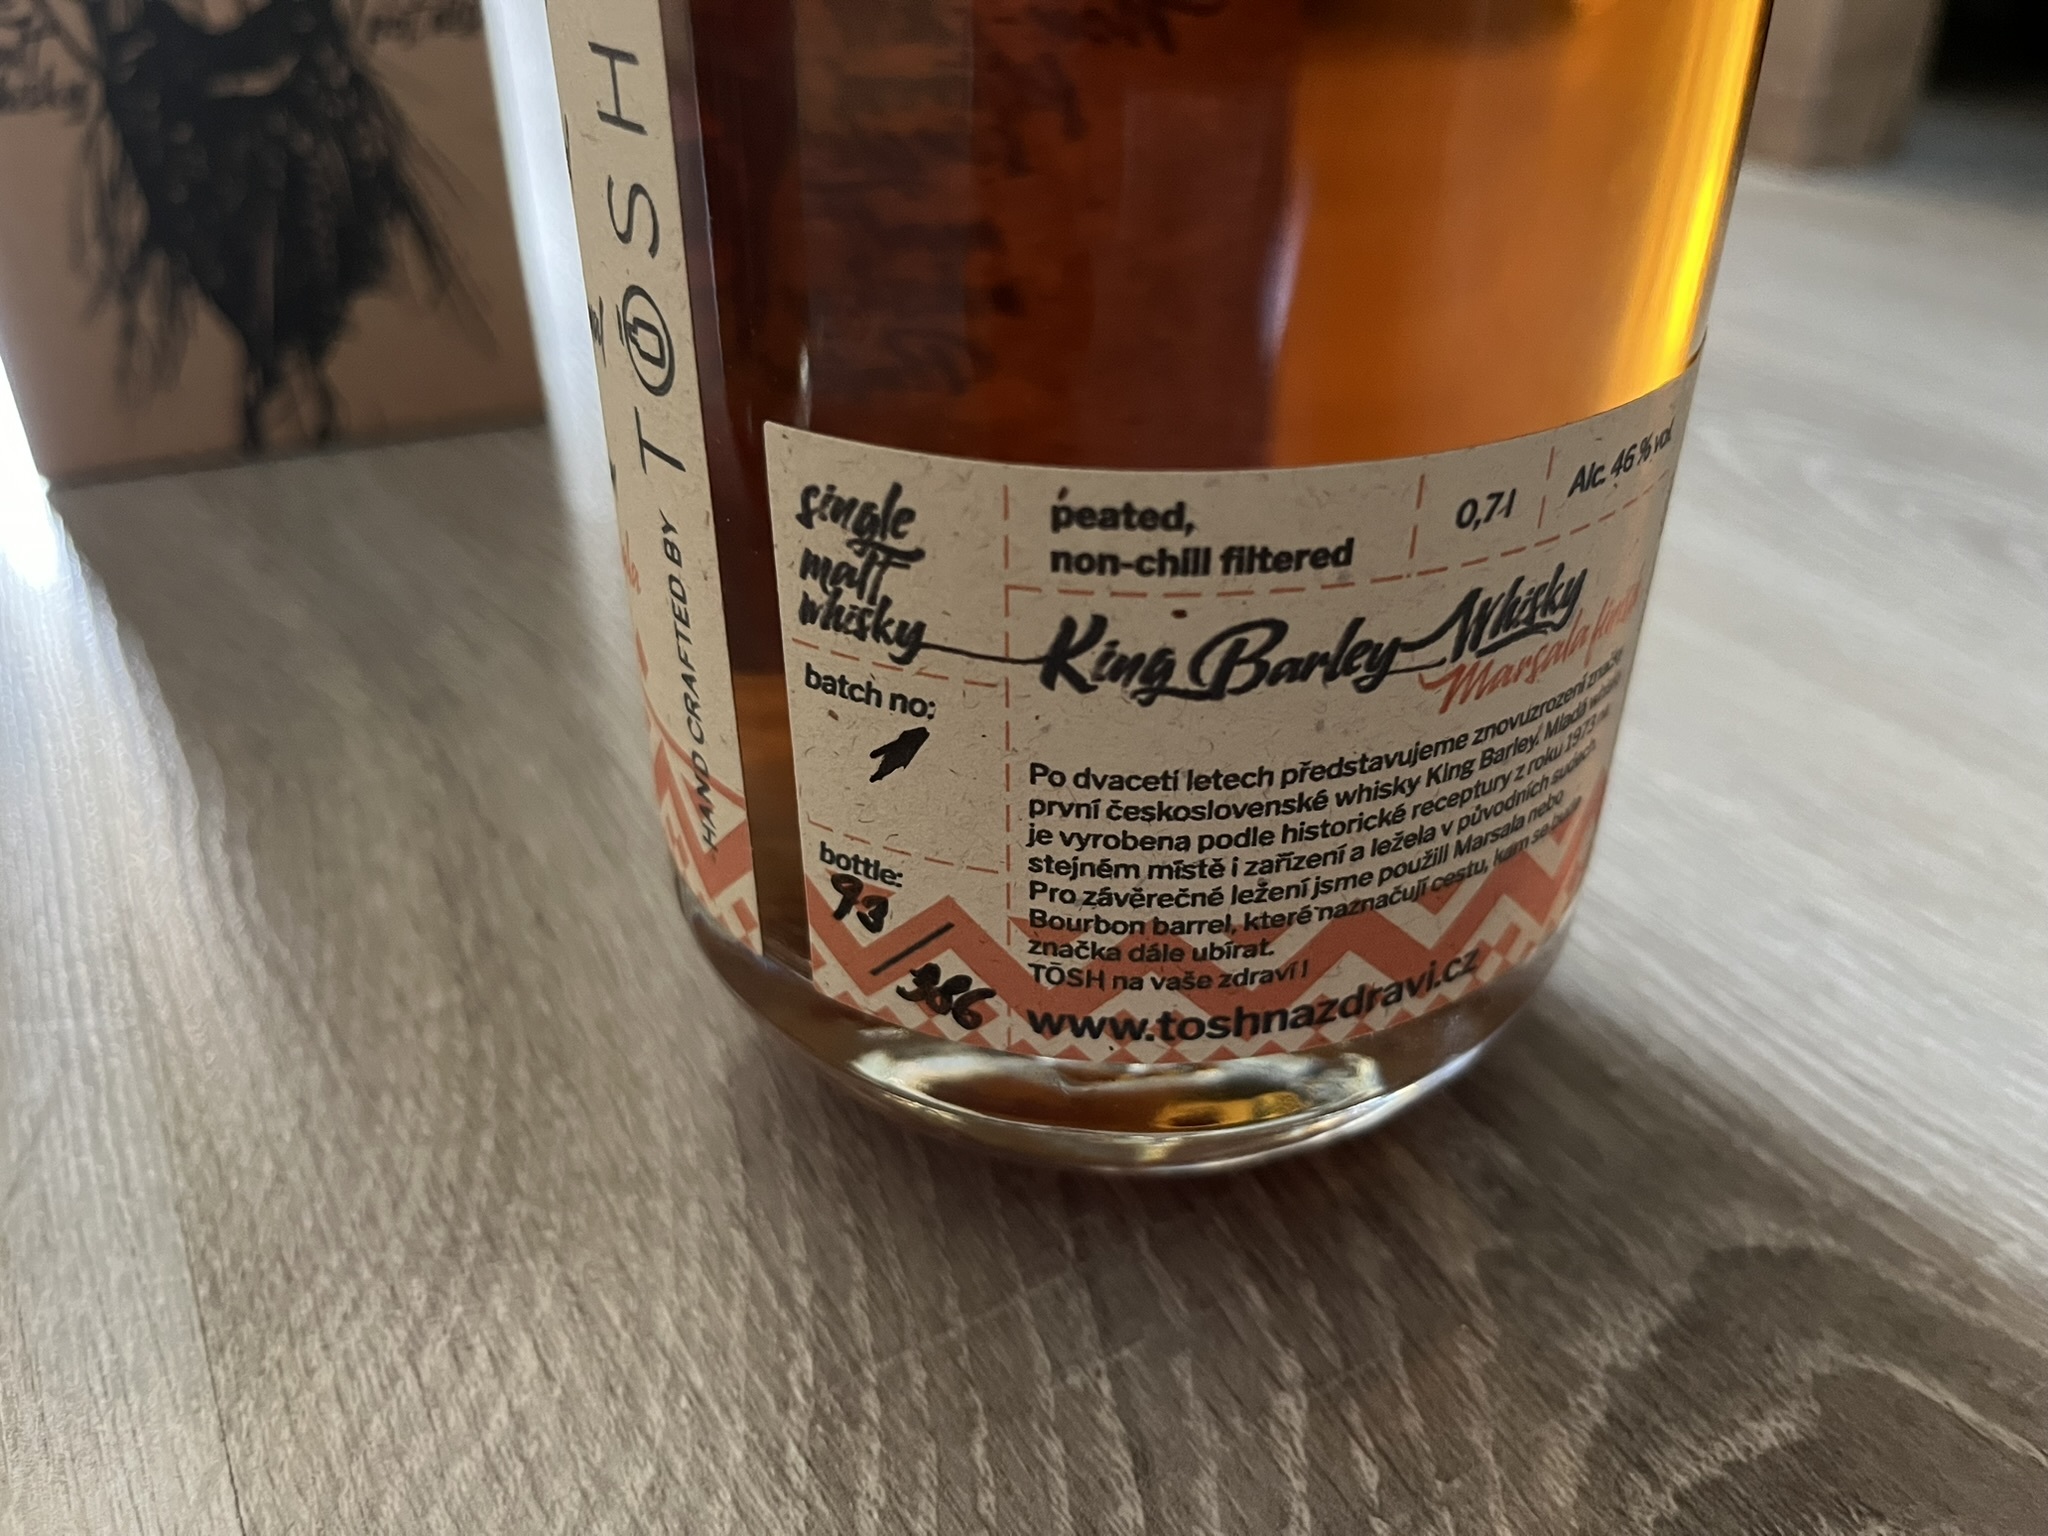 HANDCRAFTED BY TŌSH
single
malt
whisky
peated,
non-chill filtered
0,7 l
Alc. 46 % vol.
King Barley Whisky
Marsala finish
batch no:
1
bottle:
93/386
Po dvaceti letech představujeme znovuzrození značky
první československé whisky King Barley. Mladá whisky
je vyrobena podle historické receptury z roku 1973 na
stejném místě i zařízení a ležela v původních sudech.
Pro závěrečné ležení jsme použili Marsala nebo
Bourbon barrel, které naznačují cestu, kam se bude
značka dále ubírat.
TŌSH na vaše zdraví!
www.toshnazdravi.cz
whisky